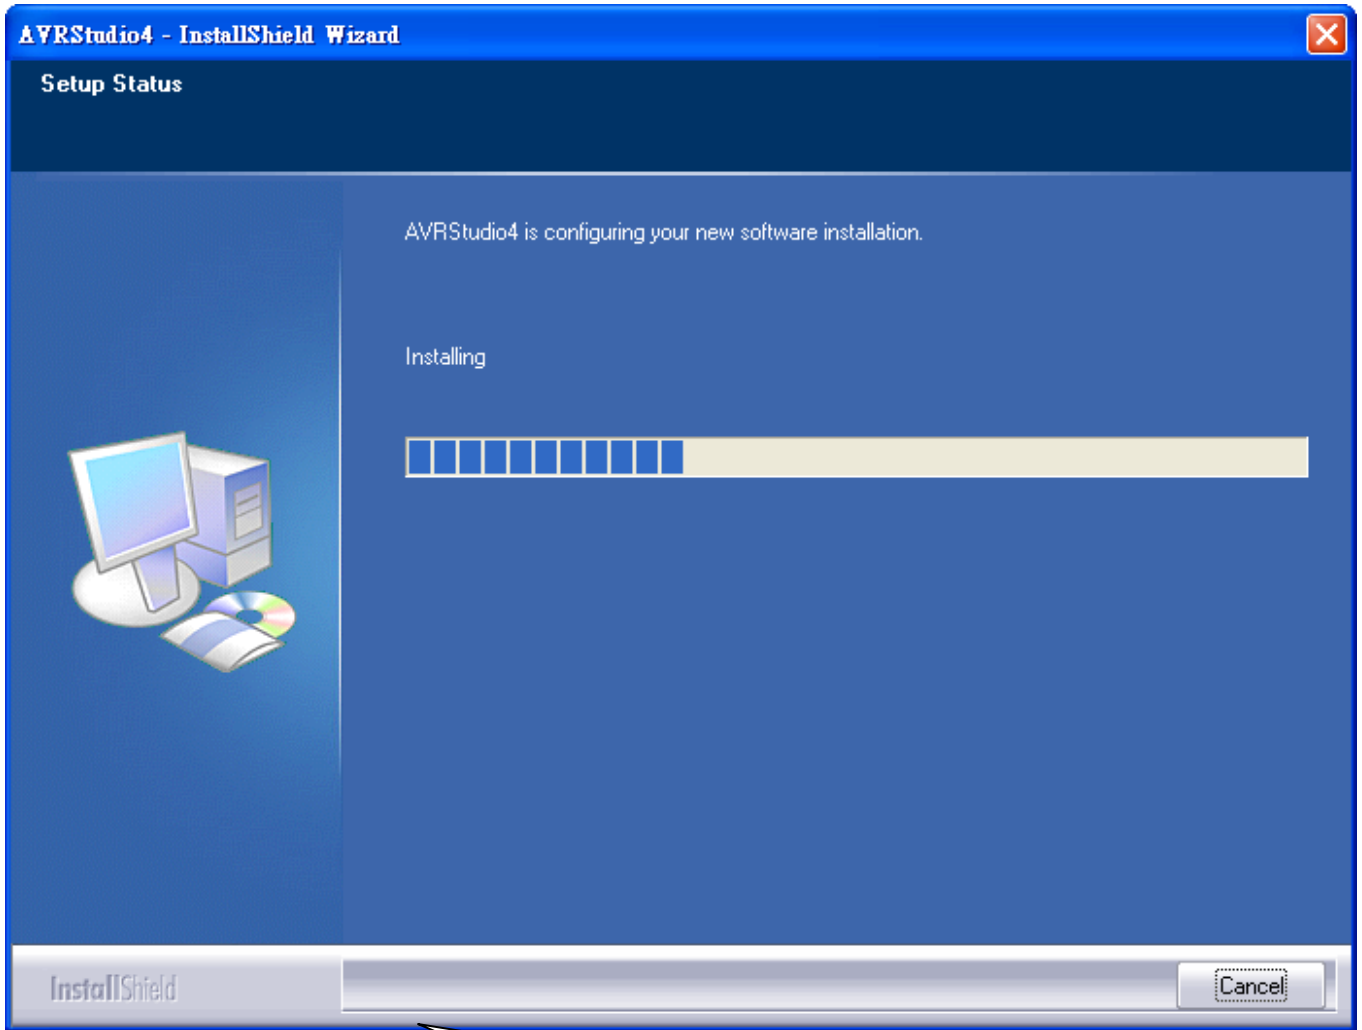 AVRStudio4 - InstallShield Wizard
Setup Status
AVRStudio4 is configuring your new software installation.
Installing
InstallShield
Cancel